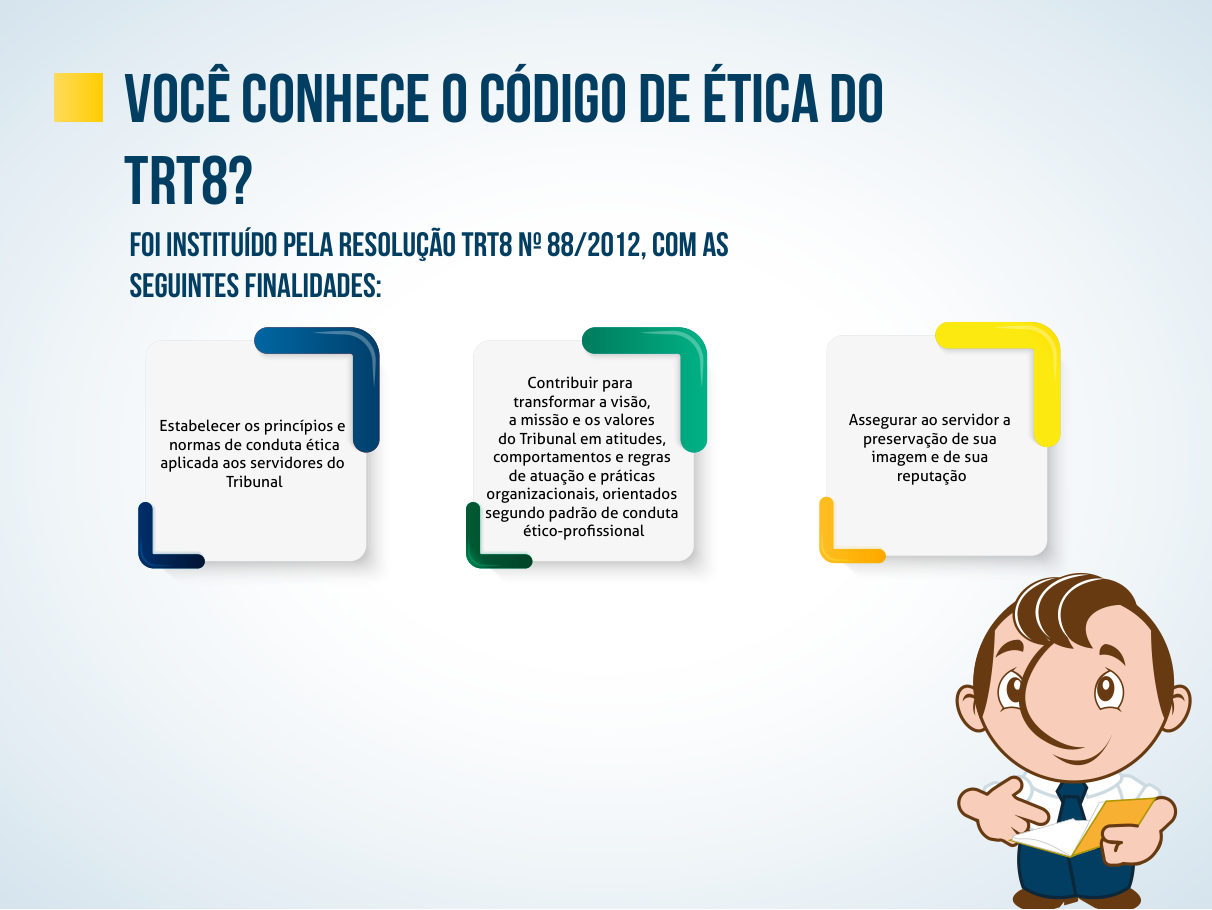 VOCÊ CONHECE O CÓDIGO DE ÉTICA DO
TRT8?
FOI INSTITUÍDO PELA RESOLUÇÃO TRT8 Nº 88/2012, COM AS
SEGUINTES FINALIDADES:
Estabelecer os princípios e
normas de conduta ética
aplicada aos servidores do
Tribunal
Contribuir para
transformar a visão,
a missão e os valores
do Tribunal em atitudes,
comportamentos e regras
de atuação e práticas
organizacionais, orientados
segundo padrão de conduta
ético-profissional
Assegurar ao servidor a
preservação de sua
imagem e de sua
reputação